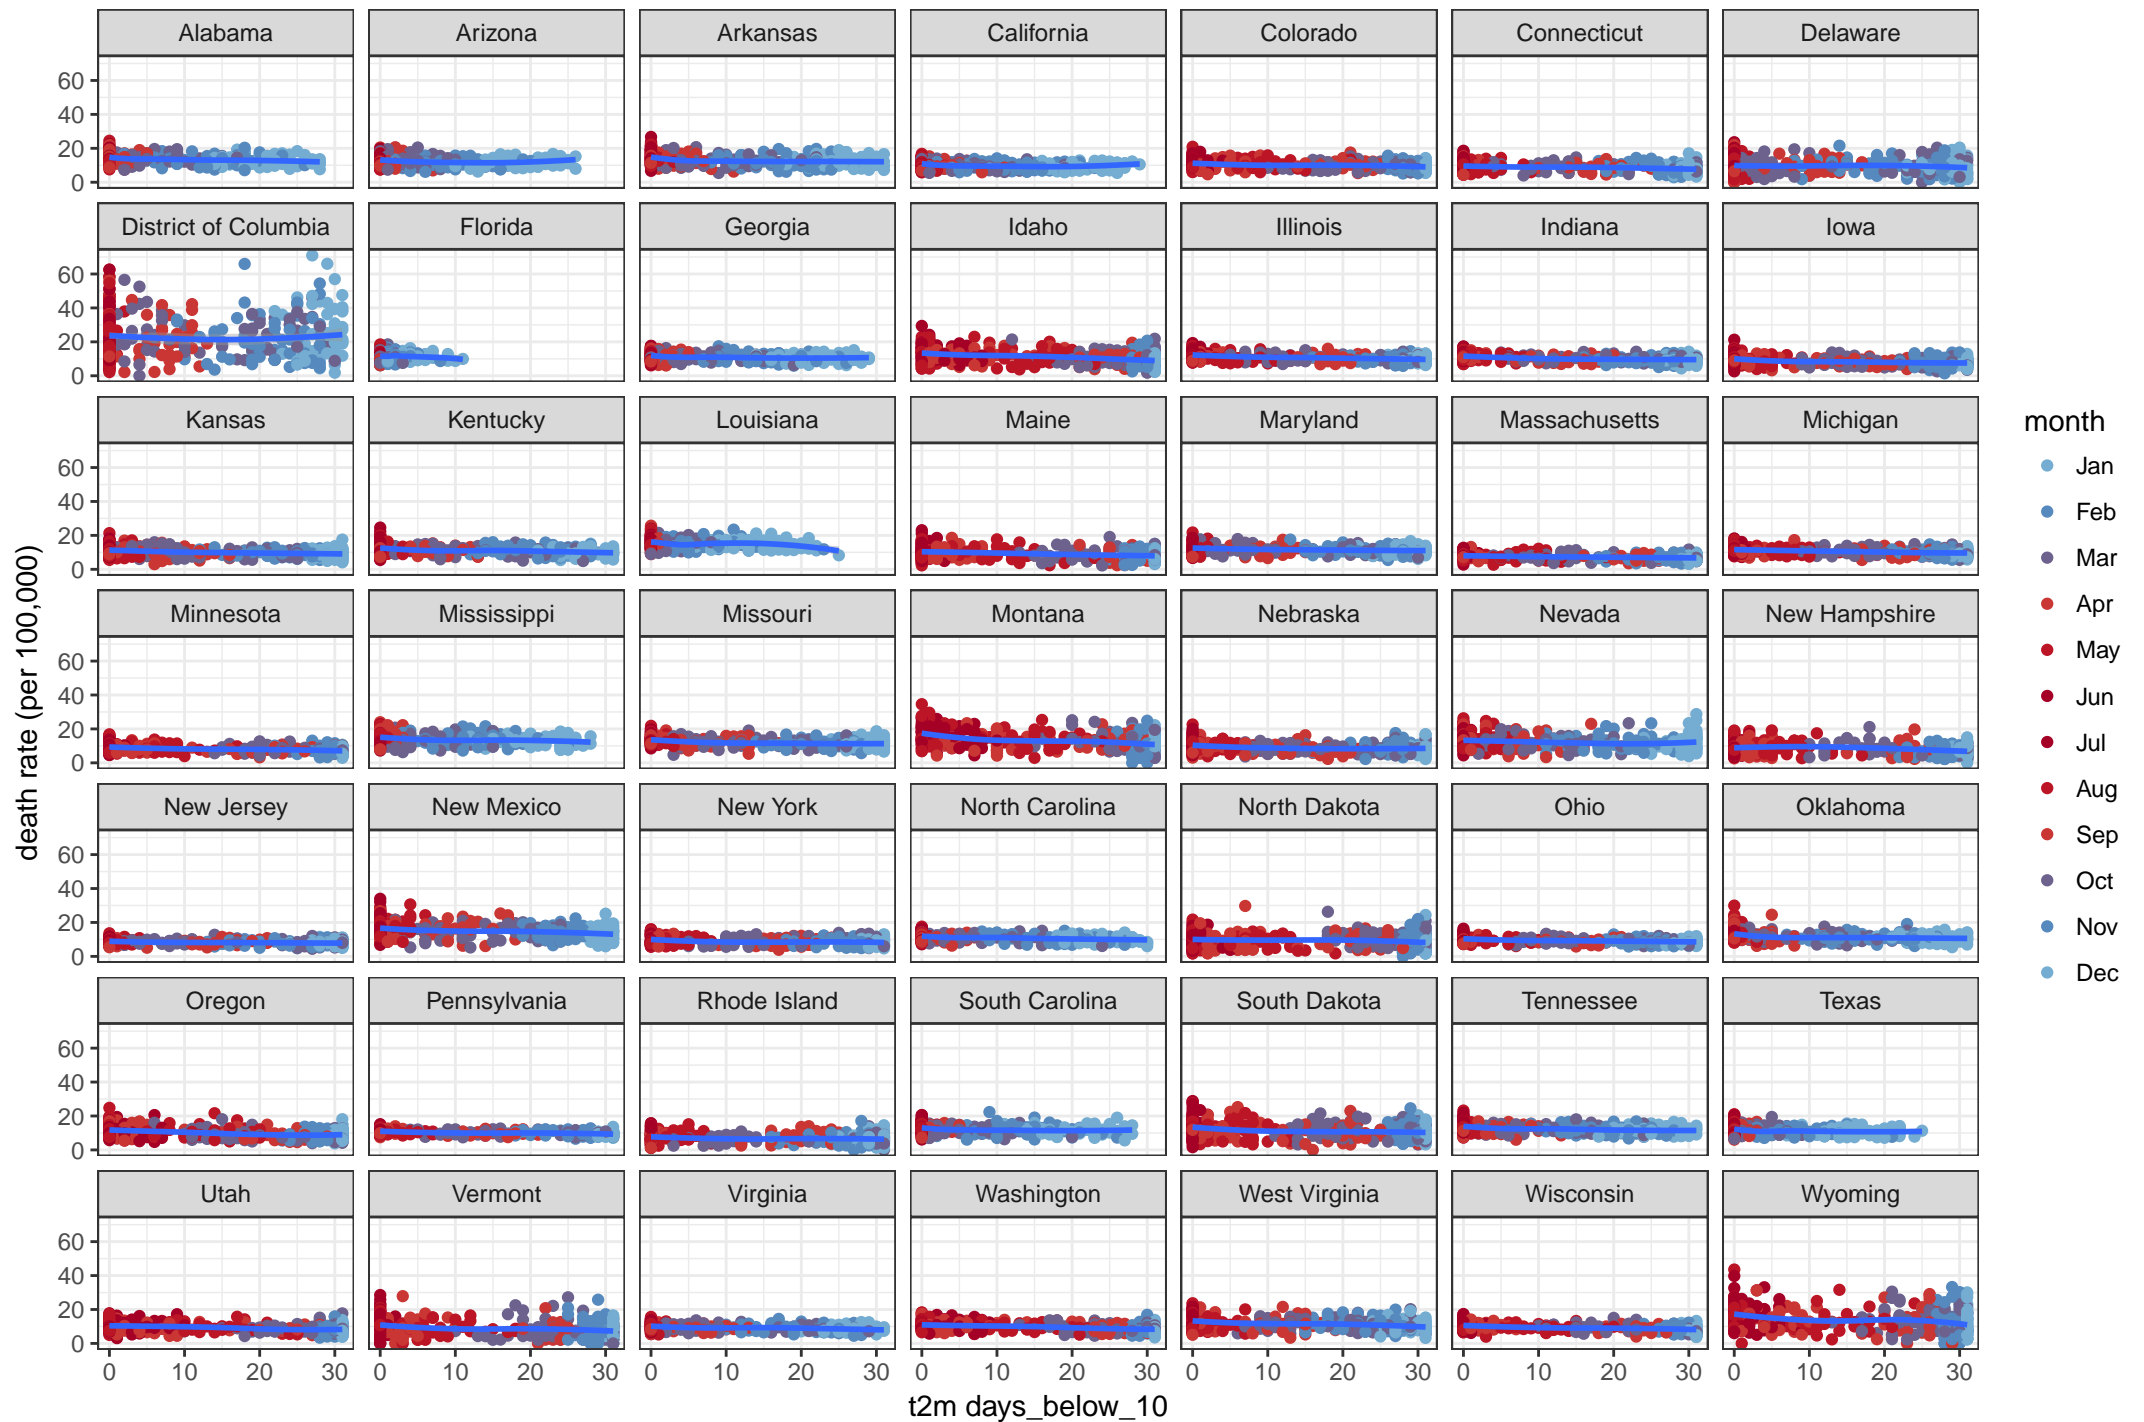 Alabama Arizona Arkansas California Colorado Connecticut Delaware
60
40
20
0
District of Columbia Florida Georgia Idaho Illinois Indiana Iowa
60
40
20
0
Kansas Kentucky Louisiana Maine Maryland Massachusetts Michigan
60
40
20
0
Minnesota Mississippi Missouri Montana Nebraska Nevada New Hampshire
60
40
20
0
New Jersey New Mexico New York North Carolina North Dakota Ohio Oklahoma
60
40
20
0
Oregon Pennsylvania Rhode Island South Carolina South Dakota Tennessee Texas
60
40
20
0
Utah Vermont Virginia Washington West Virginia Wisconsin Wyoming
60
40
20
0
0 10 20 30 0 10 20 30 0 10 20 30 0 10 20 30 0 10 20 30 0 10 20 30 0 10 20 30
t2m days_below_10
death rate (per 100,000)
month
Jan
Feb
Mar
Apr
May
Jun
Jul
Aug
Sep
Oct
Nov
Dec